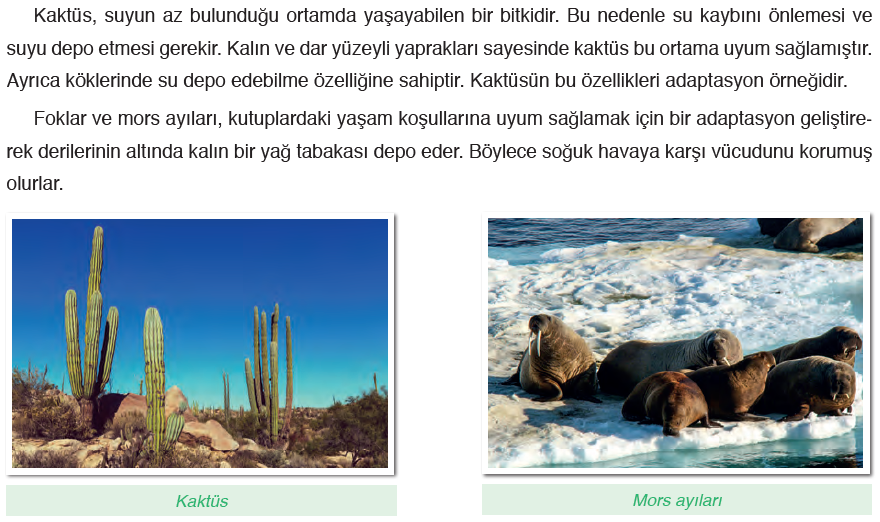 Kaktüs, suyun az bulunduğu ortamda yaşayabilen bir bitkidir. Bu nedenle su kaybını önlemesi ve
suyu depo etmesi gerekir. Kalın ve dar yüzeyli yaprakları sayesinde kaktüs bu ortama uyum sağlamıştır.
Ayrıca köklerinde su depo edebilme özelliğine sahiptir. Kaktüsün bu özellikleri adaptasyon örneğidir.
Foklar ve mors ayıları, kutuplardaki yaşam koşullarına uyum sağlamak için bir adaptasyon geliştire-
rek derilerinin altında kalın bir yağ tabakası depo eder. Böylece soğuk havaya karşı vücudunu korumuş
olurlar.
Kaktüs
Mors ayıları